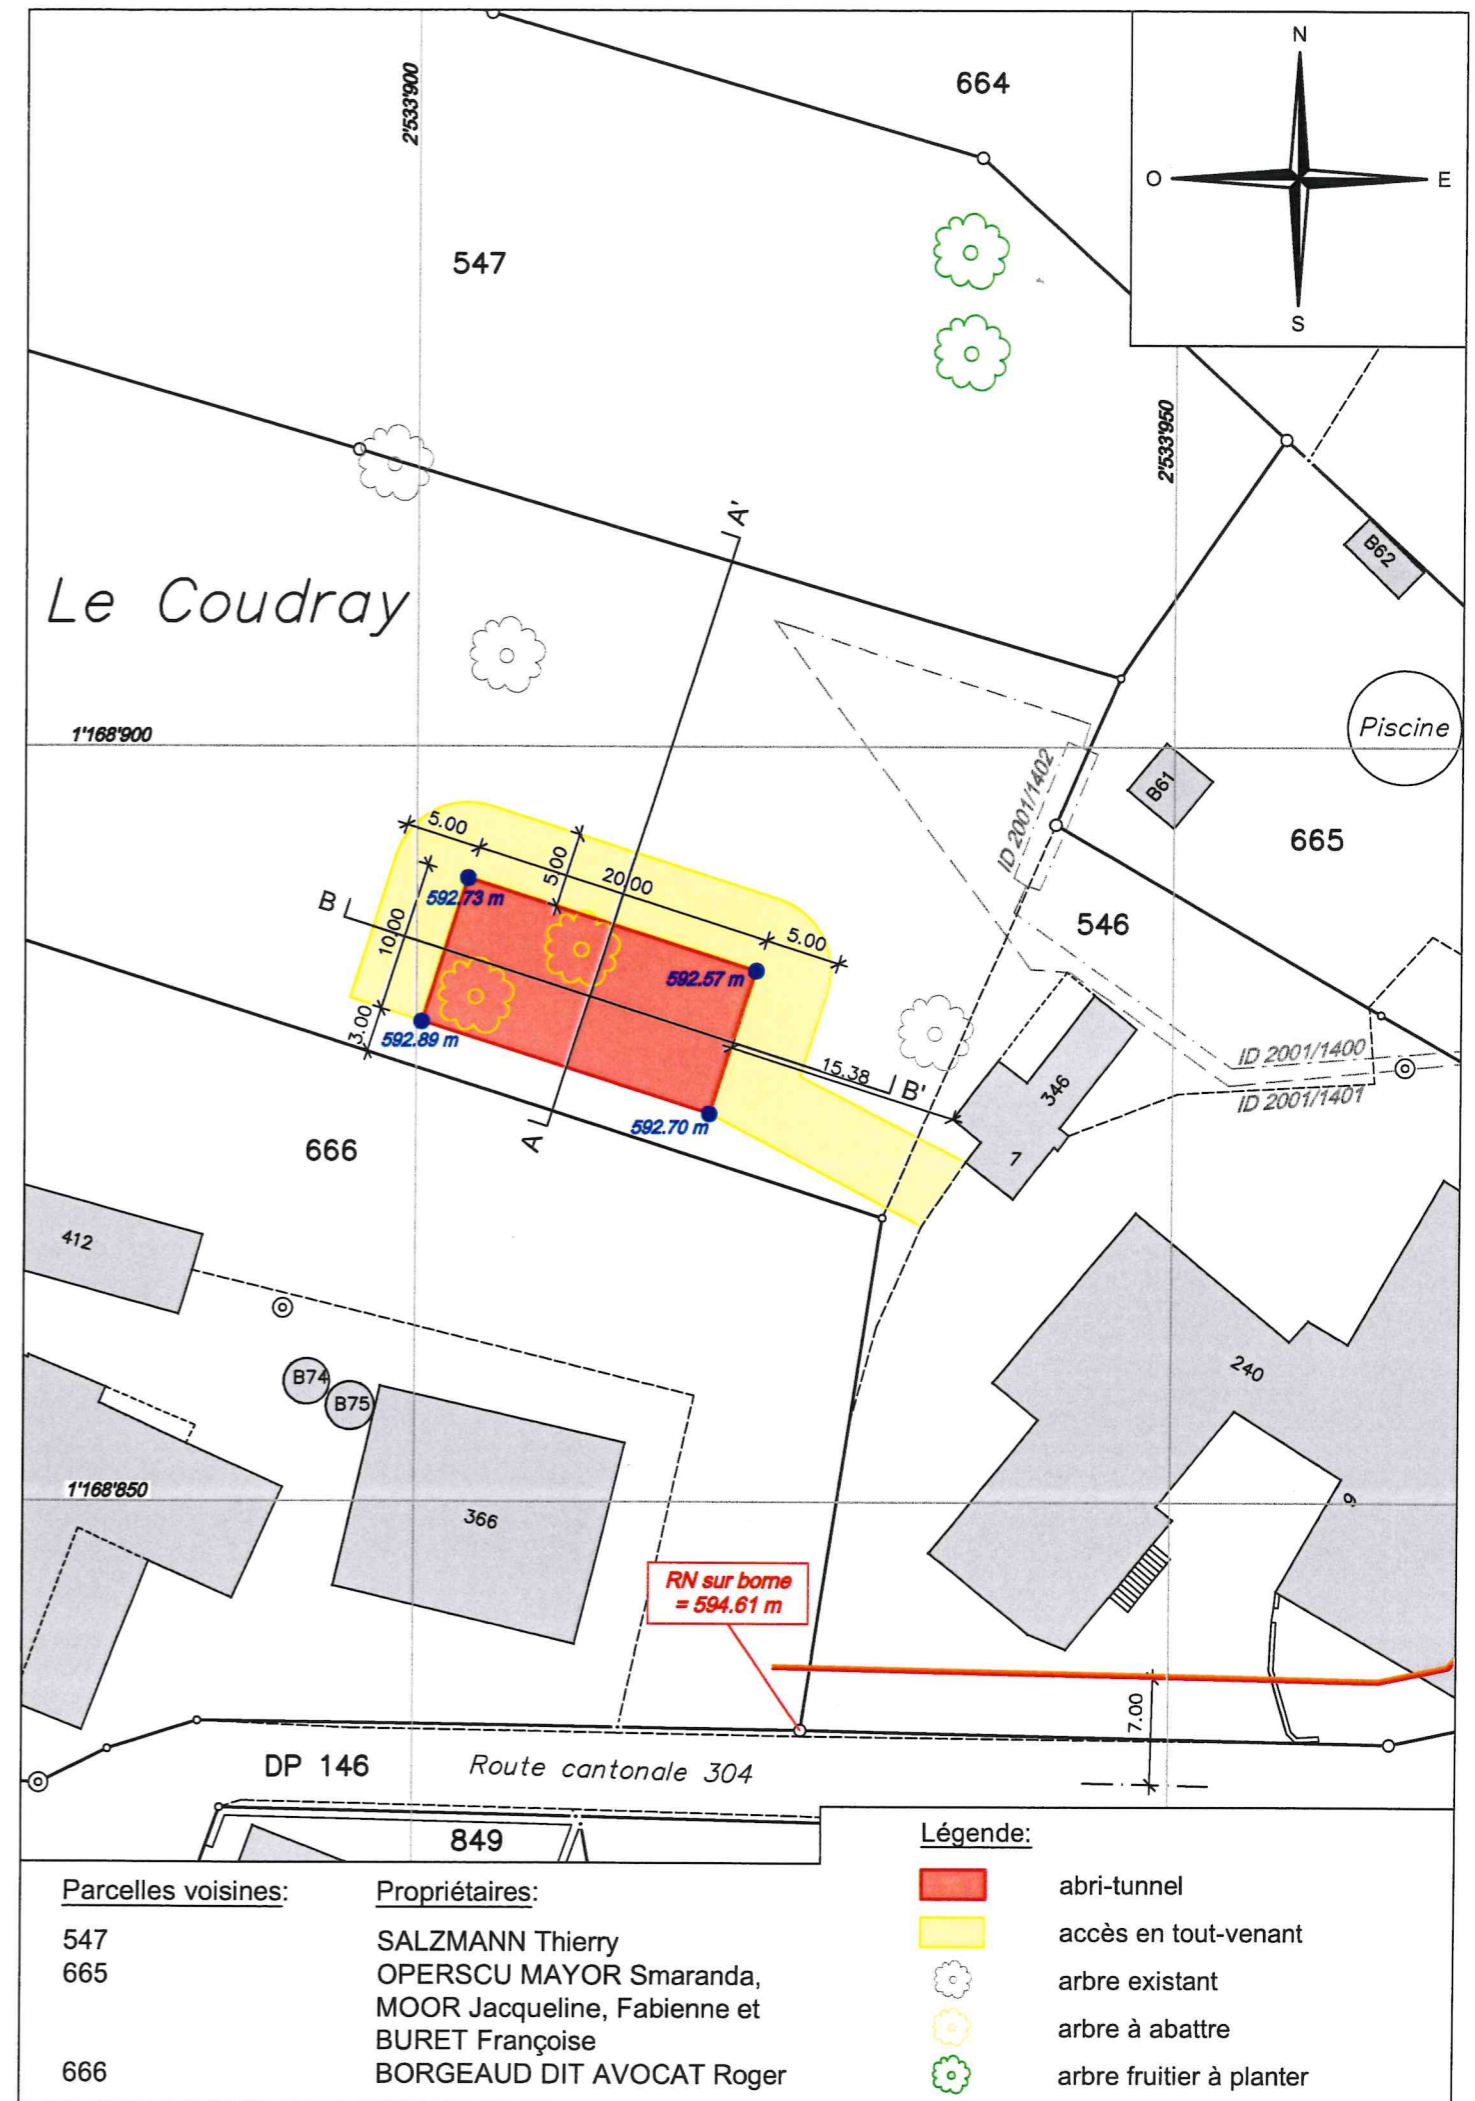 664
N
O
E
S
2'533'900
547
2'533'950
A'
B62
Le Coudray
1'168'900
Piscine
ID 2001/1402
B61
665
5.00
5.00
20.00
592.73 m
B
10.00
5.00
546
592.57 m
3.00
592.89 m
15.38
B'
ID 2001/1400
346
ID 2001/1401
592.70 m
A
666
7
412
240
B74
B75
1'168'850
366
9
RN sur borne
= 594.61 m
7.00
DP 146
Route cantonale 304
849
Légende:
abri-tunnel
accès en tout-venant
arbre existant
arbre à abattre
arbre fruitier à planter
Parcelles voisines:
Propriétaires:
547
SALZMANN Thierry
665
OPERSCU MAYOR Smaranda,
MOOR Jacqueline, Fabienne et
BURET Françoise
666
BORGEAUD DIT AVOCAT Roger